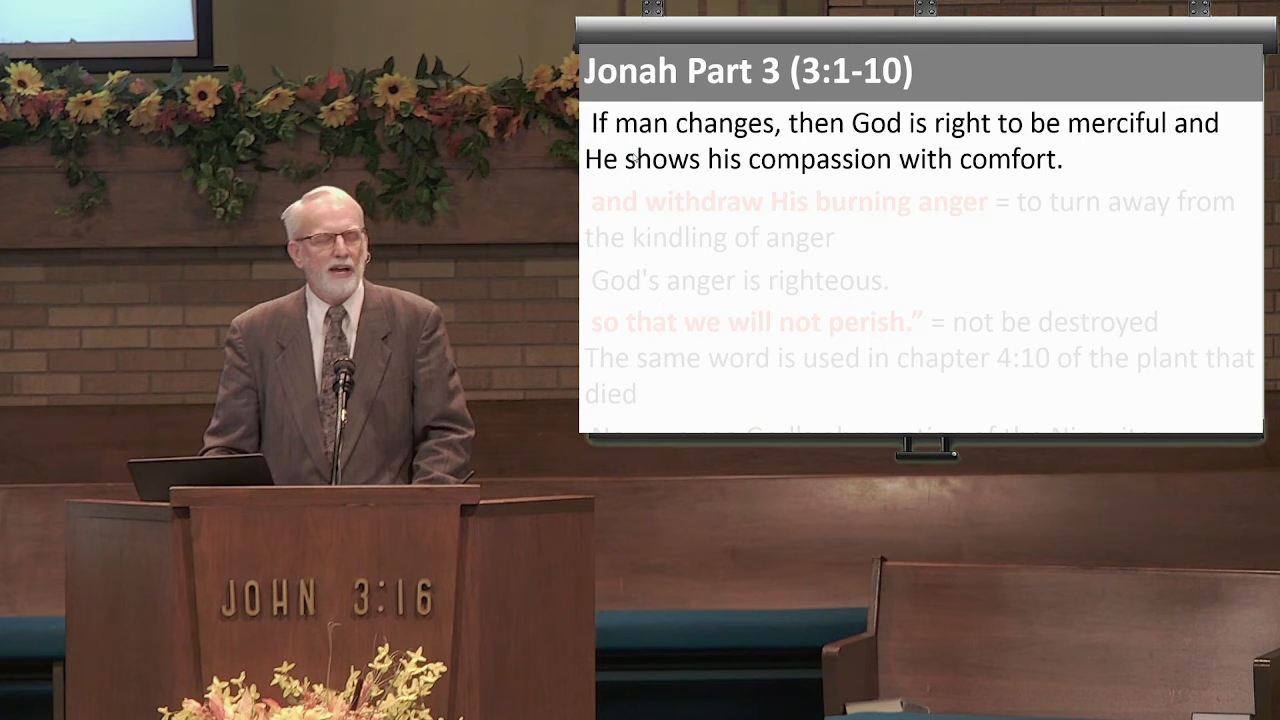 Jonah Part 3 (3:1-10)
If man changes, then God is right to be merciful and
He shows his compassion with comfort.
and withdraw His burning anger = to turn away from
the kindling of anger
God's anger is righteous.
so that we will not perish.” = not be destroyed
The same word is used in chapter 4:10 of the plant that
died
JOHN 3:16